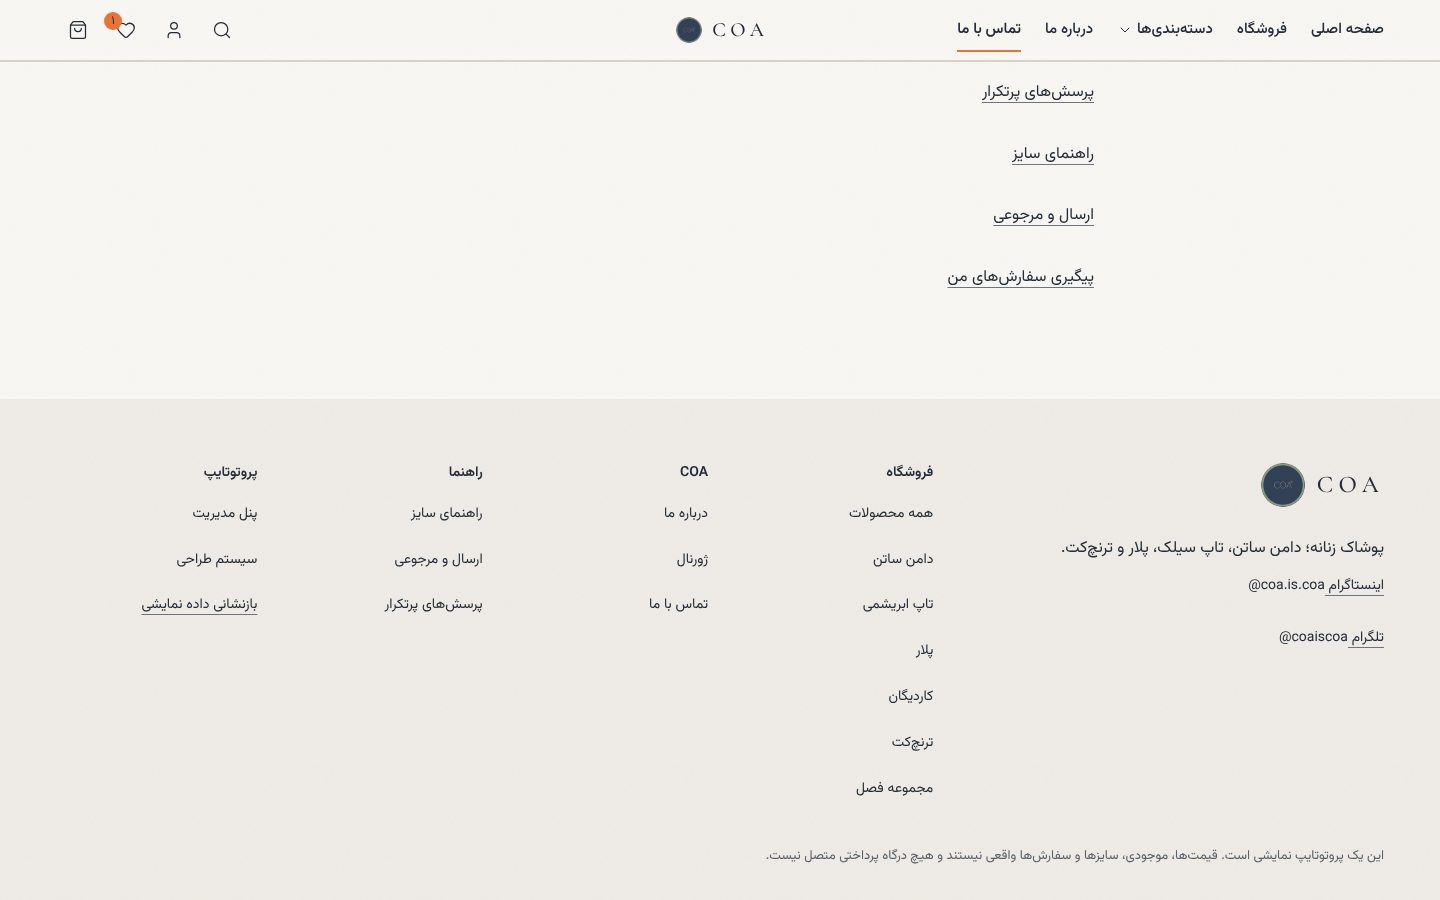 صفحه اصلی
فروشگاه
دسته‌بندی‌ها
درباره ما
تماس با ما
COA
۱
پرسش‌های پرتکرار
راهنمای سایز
ارسال و مرجوعی
پیگیری سفارش‌های من
COA
پوشاک زنانه؛ دامن ساتن، تاپ سیلک، پلار و ترنچ‌کت.
اینستاگرام @coa.is.coa
تلگرام @coaiscoa
فروشگاه
همه محصولات
دامن ساتن
تاپ ابریشمی
پلار
کاردیگان
ترنچ‌کت
مجموعه فصل
COA
درباره ما
ژورنال
تماس با ما
راهنما
راهنمای سایز
ارسال و مرجوعی
پرسش‌های پرتکرار
پروتوتایپ
پنل مدیریت
سیستم طراحی
بازنشانی داده نمایشی
این یک پروتوتایپ نمایشی است. قیمت‌ها، موجودی، سایزها و سفارش‌ها واقعی نیستند و هیچ درگاه پرداختی متصل نیست.